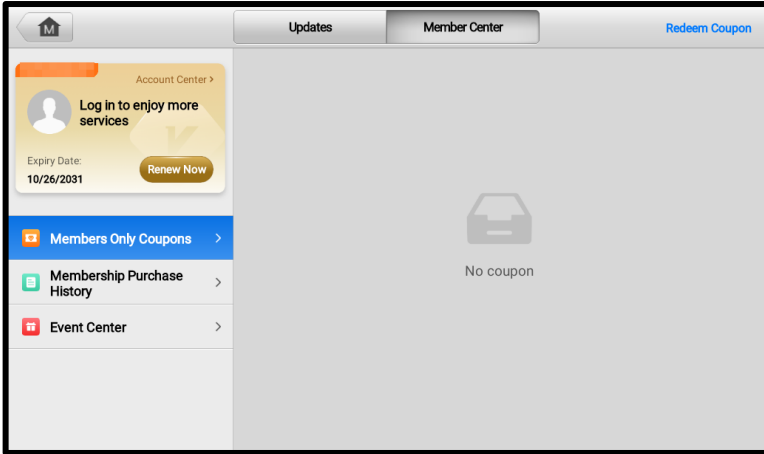 M
Updates
Member Center
Redeem Coupon
Account Center >
Log in to enjoy more
services
Expiry Date:
10/26/2031
Renew Now
Members Only Coupons
Membership Purchase
History
Event Center
No coupon